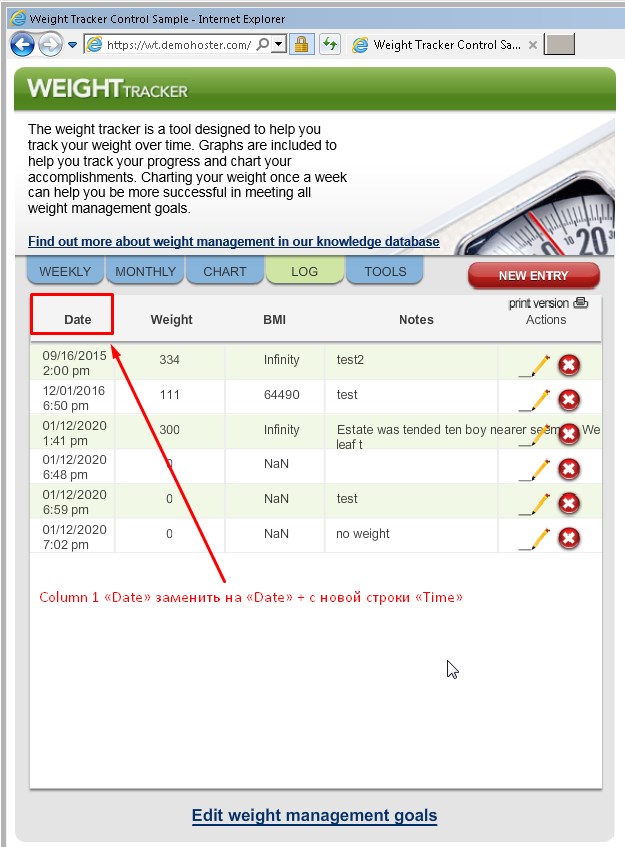 Weight Tracker Control Sample - Internet Explorer
https://wt.demohoster.com/
Weight Tracker Control Sa...
WEIGHTTRACKER
The weight tracker is a tool designed to help you
track your weight over time. Graphs are included to
help you track your progress and chart your
accomplishments. Charting your weight once a week
can help you be more successful in meeting all
weight management goals.
Find out more about weight management in our knowledge database
100
120
WEEKLY MONTHLY CHART LOG TOOLS NEW ENTRY
print version
Date Weight BMI Notes Actions
09/16/2015 334 Infinity test2
2:00 pm
12/01/2016 111 64490 test
6:50 pm
01/12/2020 300 Infinity Estate was tended ten boy nearer We
1:41 pm leaf t
01/12/2020 0 NaN
6:48 pm
01/12/2020 0 NaN test
6:59 pm
01/12/2020 0 NaN no weight
7:02 pm
Column 1 «Date» заменить на «Date» + с новой строки «Time»
Edit weight management goals